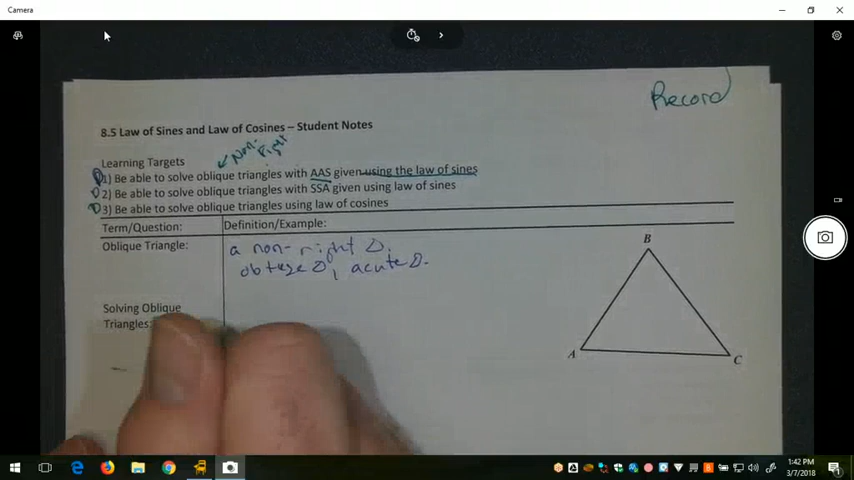 Camera
Record
8.5 Law of Sines and Law of Cosines – Student Notes
Non-
Right
Learning Targets
1) Be able to solve oblique triangles with AAS given using the law of sines
2) Be able to solve oblique triangles with SSA given using law of sines
3) Be able to solve oblique triangles using law of cosines
Term/Question: Definition/Example:
Oblique Triangle: a non-right △.
obtuse △, acute △.
B
Solving Oblique
Triangles:
A
C
1:42 PM
3/7/2018